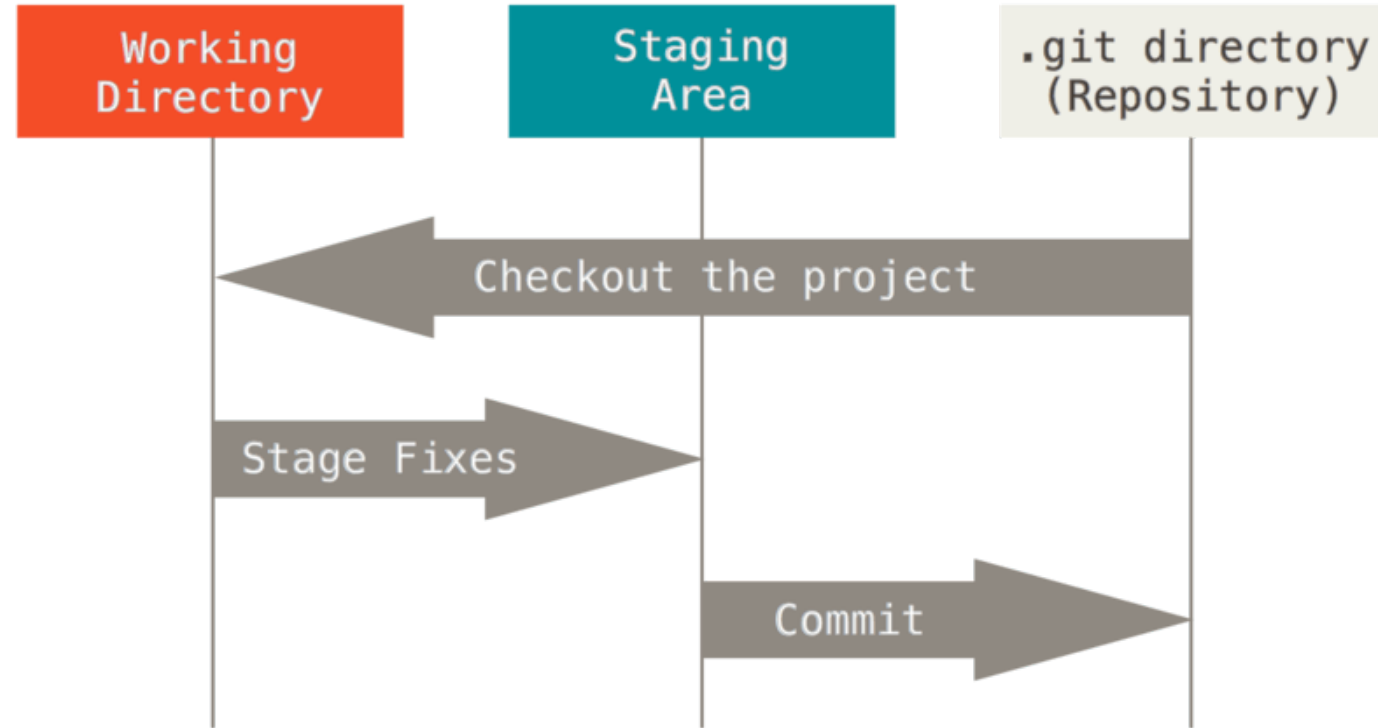 Working
Directory
Staging
Area
.git directory
(Repository)
Checkout the project
Stage Fixes
Commit